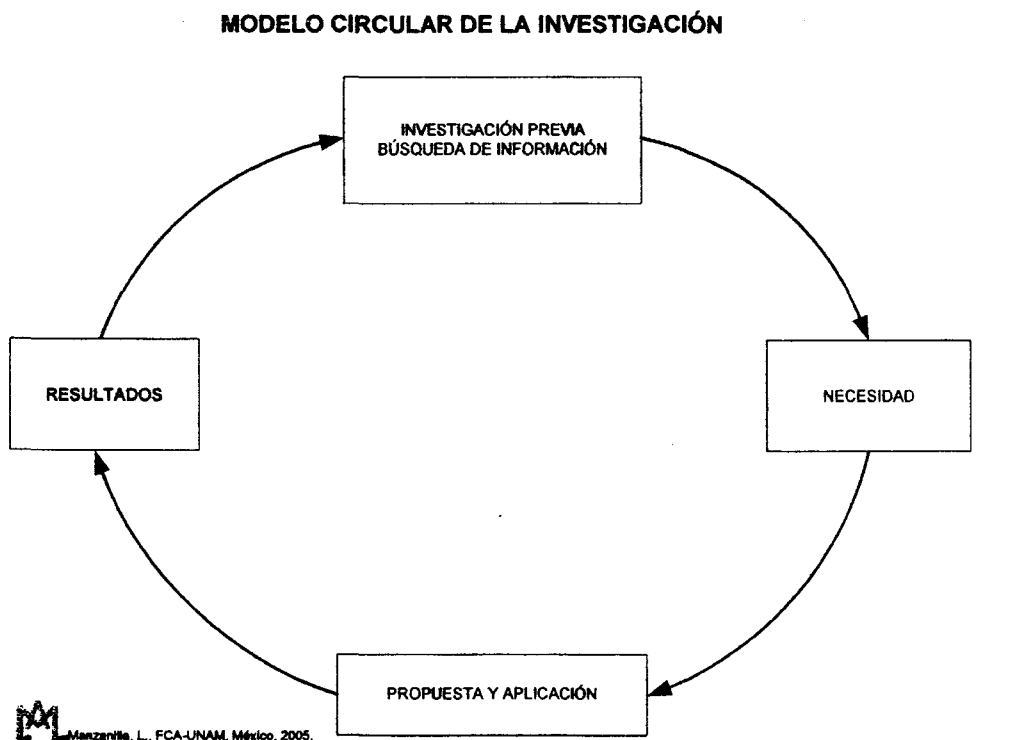 MODELO CIRCULAR DE LA INVESTIGACIÓN
INVESTIGACIÓN PREVIA
BÚSQUEDA DE INFORMACIÓN
RESULTADOS
NECESIDAD
PROPUESTA Y APLICACIÓN
Manzanilla, L., FCA-UNAM, México, 2005.